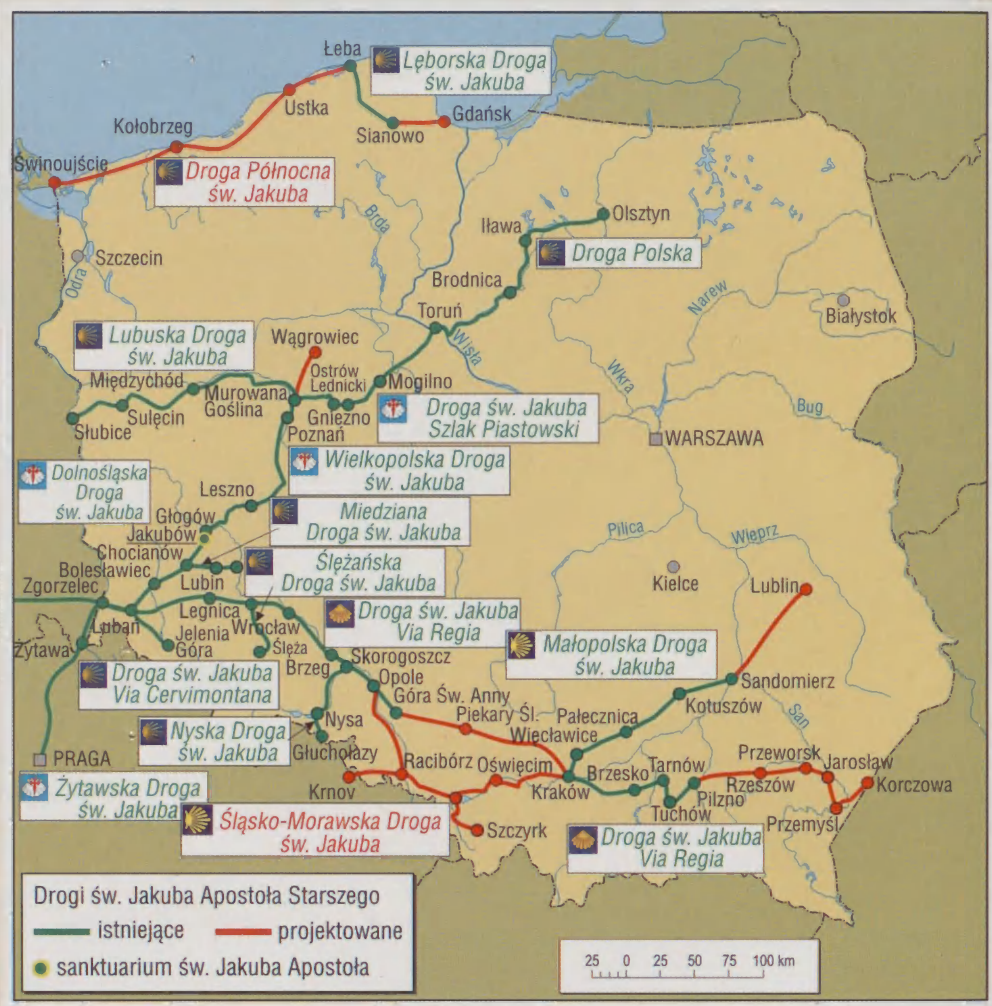 Łeba
Lęborska Droga
św. Jakuba
Ustka
Gdańsk
Sianowo
Kołobrzeg
Świnoujście
Droga Północna
św. Jakuba
Brda
Olsztyn
Iława
Droga Polska
Szczecin
Odra
Brodnica
Narew
Toruń
Białystok
Wisła
Lubuska Droga
św. Jakuba
Wągrowiec
Ostrów
Lednicki
Mogilno
Wkra
Międzychód
Murowana
Goślina
Gniezno
Droga św. Jakuba
Szlak Piastowski
Bug
Sulęcin
Słubice
Poznań
WARSZAWA
Wielkopolska Droga
św. Jakuba
Dolnośląska
Droga
św. Jakuba
Leszno
Miedziana
Droga św. Jakuba
Głogów
Jakubów
Chocianów
Pilica
Wieprz
Bolesławiec
Lubin
Ślężańska
Droga św. Jakuba
Kielce
Lublin
Zgorzelec
Legnica
Droga św. Jakuba
Via Regia
Lubań
Wrocław
Małopolska Droga
św. Jakuba
Żytawa
Jelenia
Góra
Ślęża
Brzeg
Skorogoszcz
Droga św. Jakuba
Via Cervimontana
Opole
Sandomierz
Góra Św. Anny
Kotuszów
San
Nysa
Piekary Śl.
Pałecznica
Więcławice
Nyska Droga
św. Jakuba
Głuchołazy
PRAGA
Racibórz
Oświęcim
Brzesko
Tarnów
Przeworsk
Jarosław
Żytawska Droga
św. Jakuba
Krnov
Kraków
Pilzno
Rzeszów
Korczowa
Tuchów
Przemyśl
Śląsko-Morawska Droga
św. Jakuba
Szczyrk
Droga św. Jakuba
Via Regia
Drogi św. Jakuba Apostoła Starszego
istniejące
projektowane
sanktuarium św. Jakuba Apostoła
25 0 25 50 75 100 km